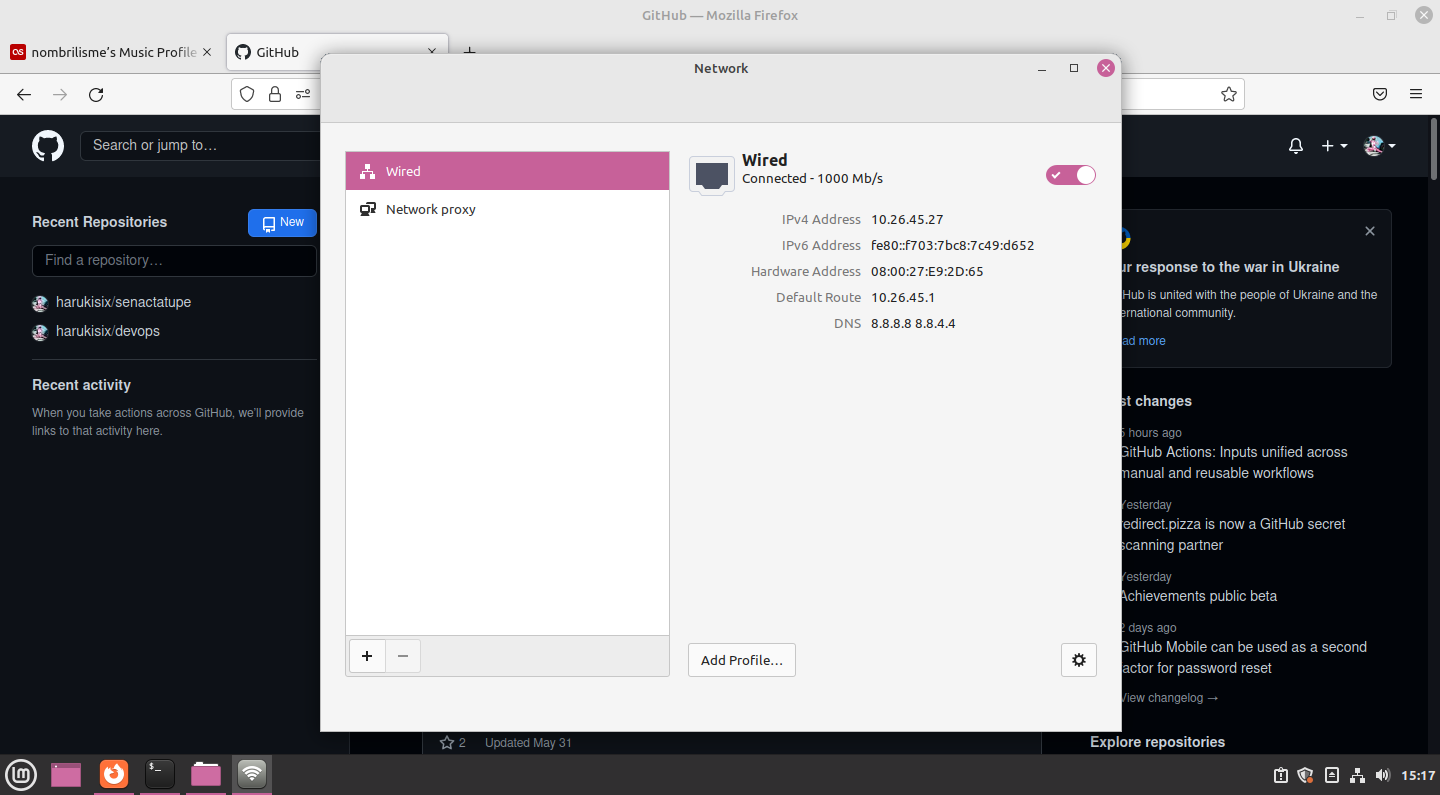 GitHub — Mozilla Firefox
nombrilisme's Music Profile
GitHub
Network
Search or jump to…
Wired
Network proxy
Wired
Connected - 1000 Mb/s
IPv4 Address 10.26.45.27
IPv6 Address fe80::f703:7bc8:7c49:d652
Hardware Address 08:00:27:E9:2D:65
Default Route 10.26.45.1
DNS 8.8.8.8 8.8.4.4
Add Profile…
Recent Repositories
New
Find a repository…
harukisix/senactatupe
harukisix/devops
Recent activity
When you take actions across GitHub, we'll provide
links to that activity here.
ur response to the war in Ukraine
Hub is united with the people of Ukraine and the
ernational community.
ad more
st changes
5 hours ago
GitHub Actions: Inputs unified across
manual and reusable workflows
Yesterday
redirect.pizza is now a GitHub secret
scanning partner
Yesterday
Achievements public beta
2 days ago
GitHub Mobile can be used as a second
factor for password reset
View changelog →
Explore repositories
2 Updated May 31
15:17